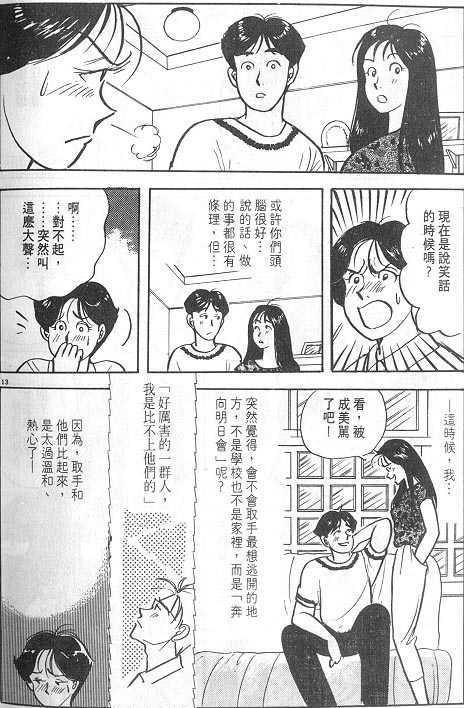 現在是說笑話
的時候嗎？
或許你們頭
腦很好…
說的話、做
的事都很有
條理，但…
啊……
…對不起，
……突然叫
這麼大聲…
—這時候，我…
看，被
成美罵
了吧！
突然覺得，會不會取手最想逃開的地
方，不是學校也不是家裡，而是「奔
向明日會」呢？
「好厲害的一群人，
我是比不上他們的」
因為，取手和
他們比起來，
是太過溫和、
熱心了—
13